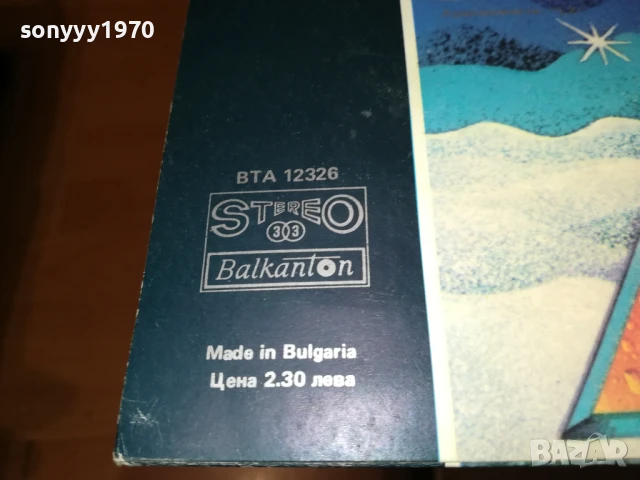 sonyyy1970
BTA 12326
STEREO
33
Balkanton
Made in Bulgaria
Цена 2.30 лева
BAZAR